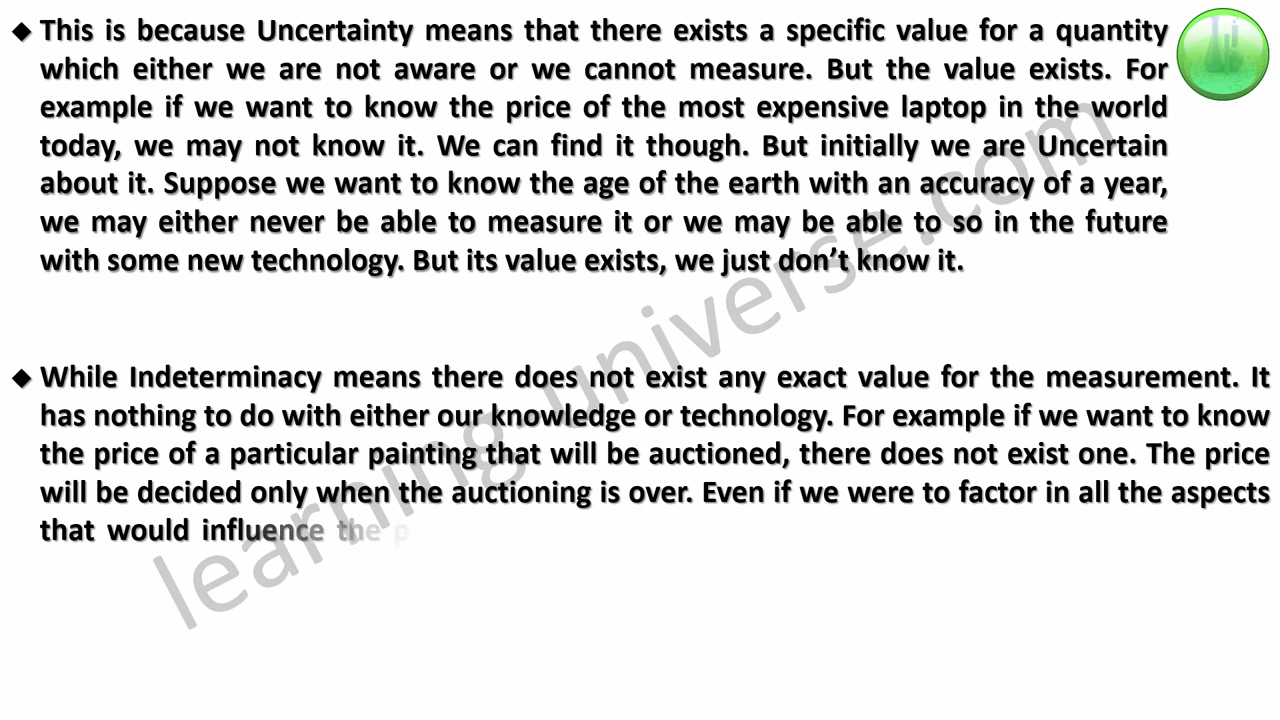 ◆ This is because Uncertainty means that there exists a specific value for a quantity
which either we are not aware or we cannot measure. But the value exists. For
example if we want to know the price of the most expensive laptop in the world
today, we may not know it. We can find it though. But initially we are Uncertain
about it. Suppose we want to know the age of the earth with an accuracy of a year,
we may either never be able to measure it or we may be able to so in the future
with some new technology. But its value exists, we just don’t know it.
◆ While Indeterminacy means there does not exist any exact value for the measurement. It
has nothing to do with either our knowledge or technology. For example if we want to know
the price of a particular painting that will be auctioned, there does not exist one. The price
will be decided only when the auctioning is over. Even if we were to factor in all the aspects
that would influence the
learning universe.com